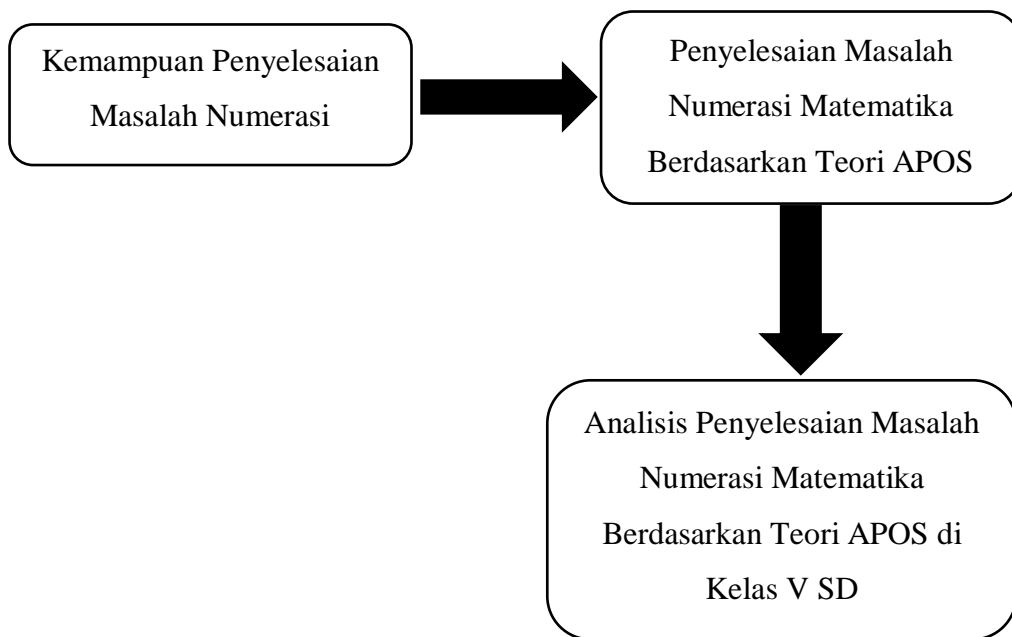 Kemampuan Penyelesaian
Masalah Numerasi
Penyelesaian Masalah
Numerasi Matematika
Berdasarkan Teori APOS
Analisis Penyelesaian Masalah
Numerasi Matematika
Berdasarkan Teori APOS di
Kelas V SD